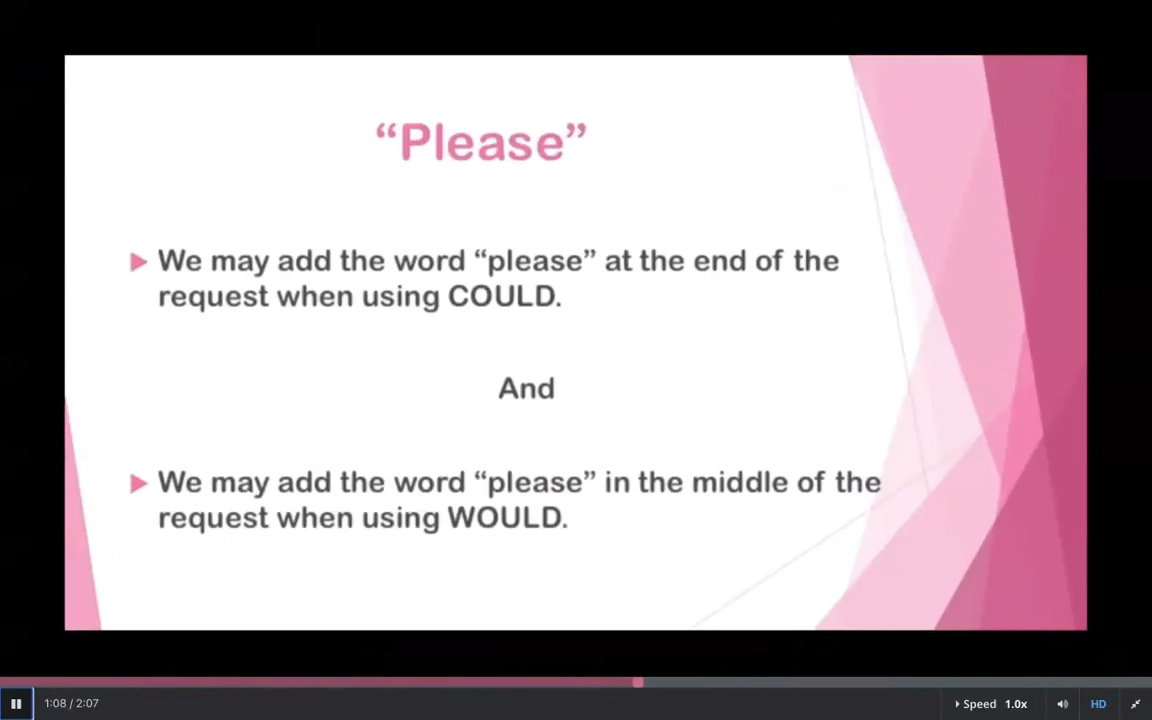 “Please”
We may add the word “please” at the end of the
request when using COULD.
And
We may add the word “please” in the middle of the
request when using WOULD.
1:08 / 2:07
Speed 1.0x
HD